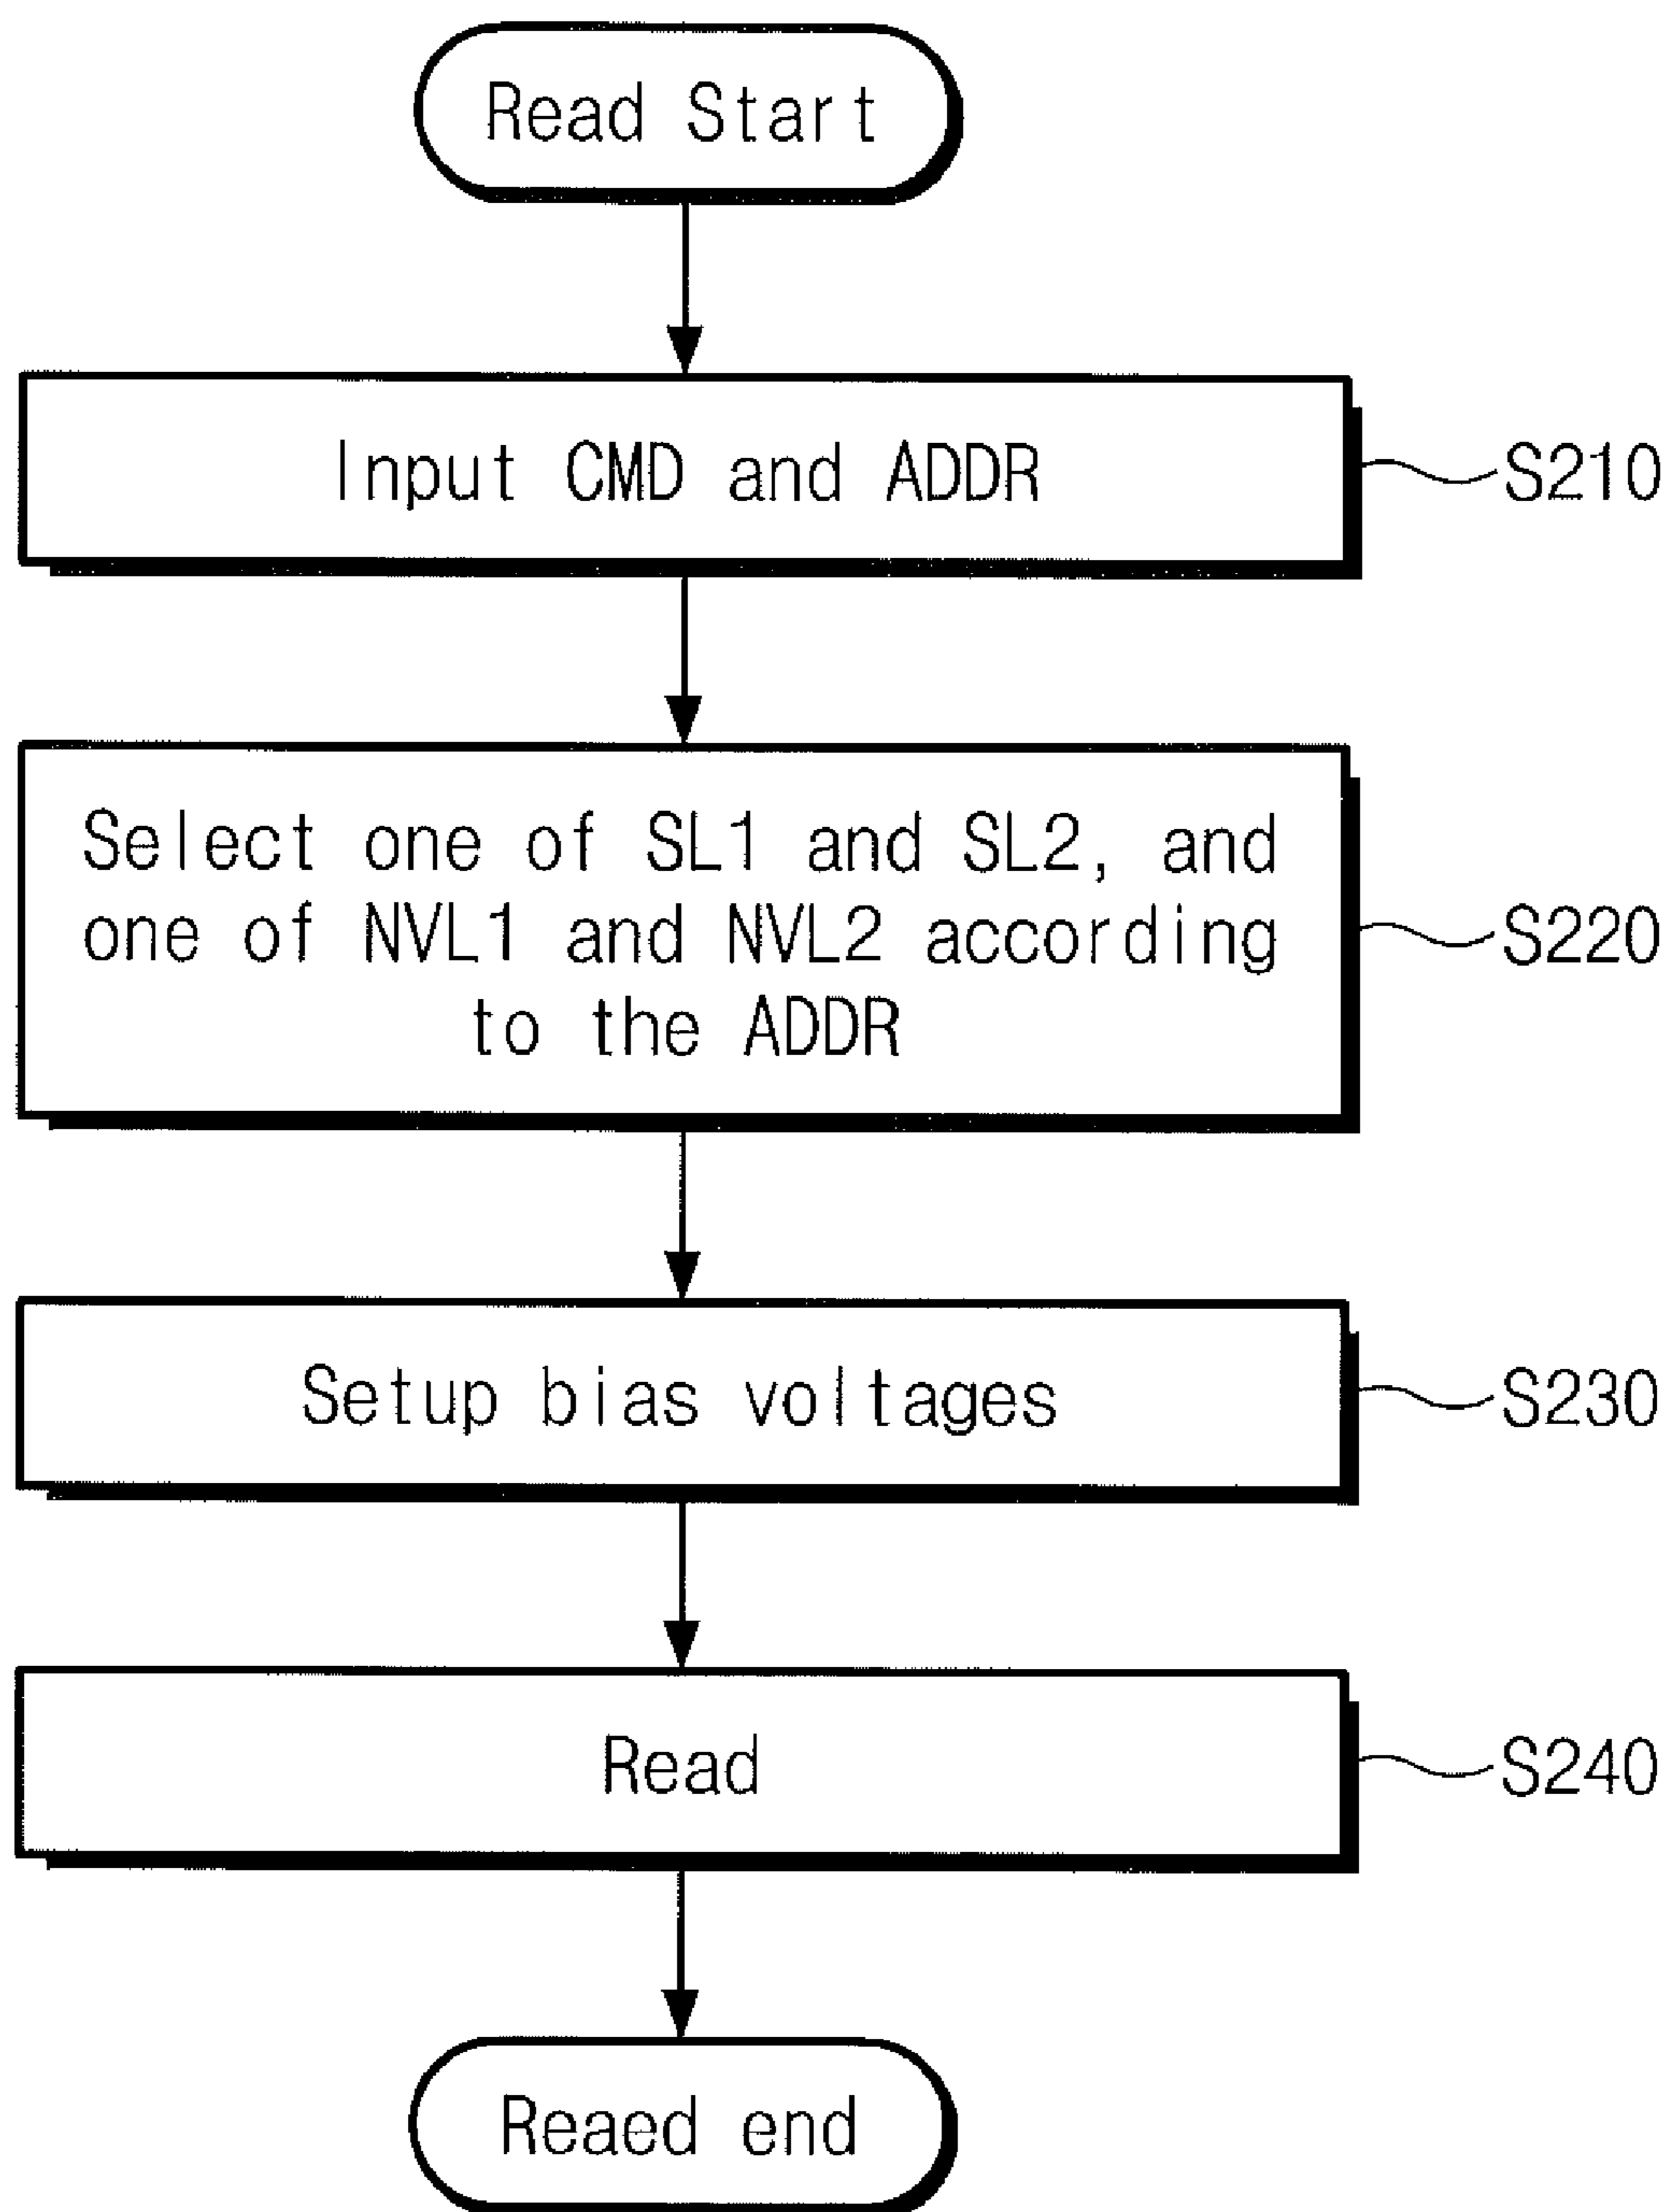 Read Start
Input CMD and ADDR
S210
Select one of SL1 and SL2, and
one of NVL1 and NVL2 according
to the ADDR
S220
Setup bias voltages
S230
Read
S240
Reaed end